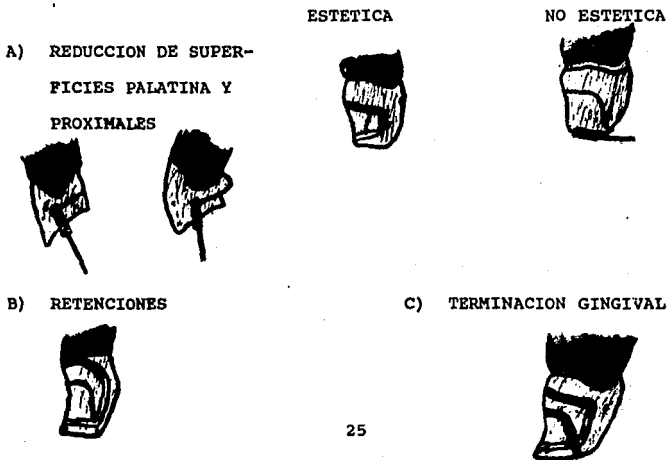 ESTETICA NO ESTETICA
A) REDUCCION DE SUPER-
FICIES PALATINA Y
PROXIMALES
B) RETENCIONES C) TERMINACION GINGIVAL
25